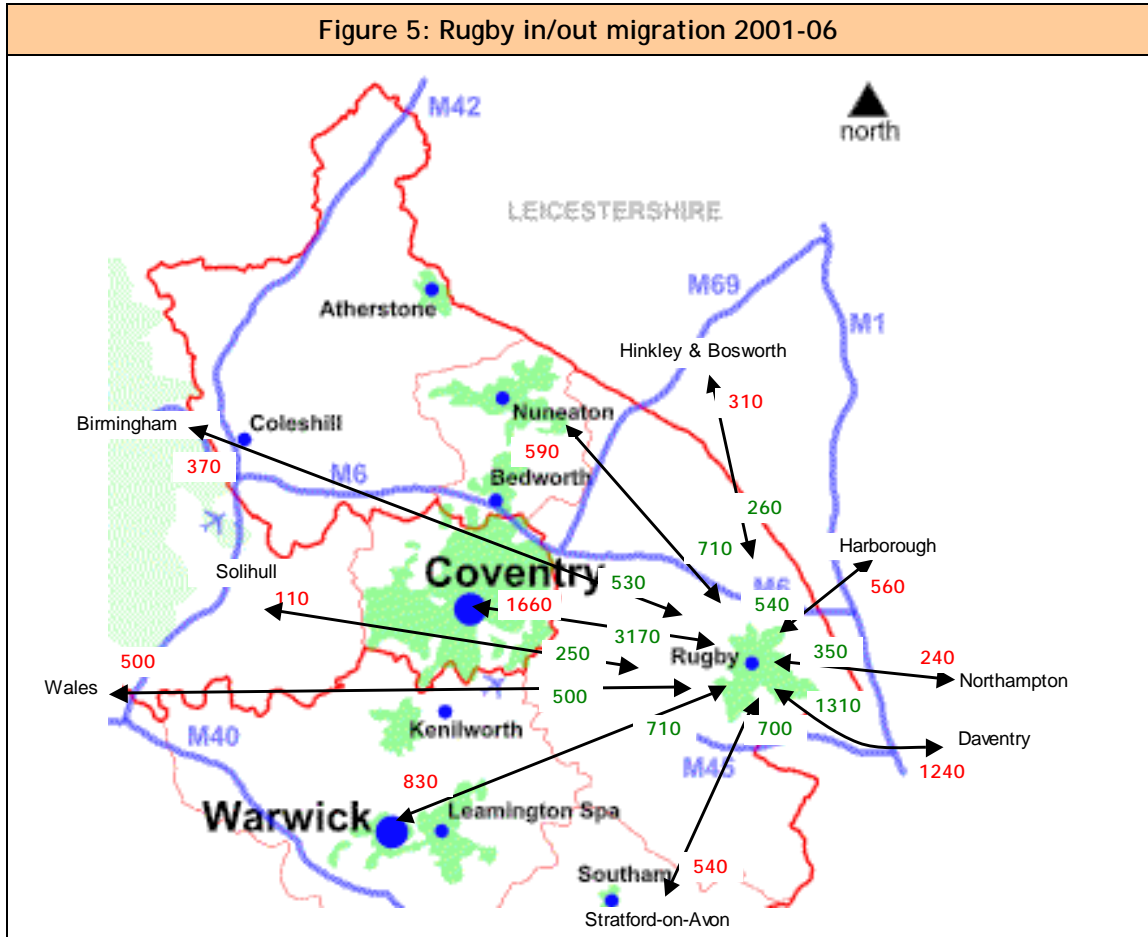 Figure 5: Rugby in/out migration 2001-06
M42
north
LEICESTERSHIRE
M69
Atherstone
M1
Hinkley & Bosworth
310
Nuneaton
Coleshill
Birmingham
590
370
M6
Bedworth
260
710
Harborough
Coventry
560
Solihull
530
M6
540
110
1660
3170
350
Rugby
250
240
500
Northampton
Wales
500
1310
Kenilworth
710
700
Daventry
M40
M45
1240
830
Warwick
Leamington Spa
540
Southam
Stratford-on-Avon